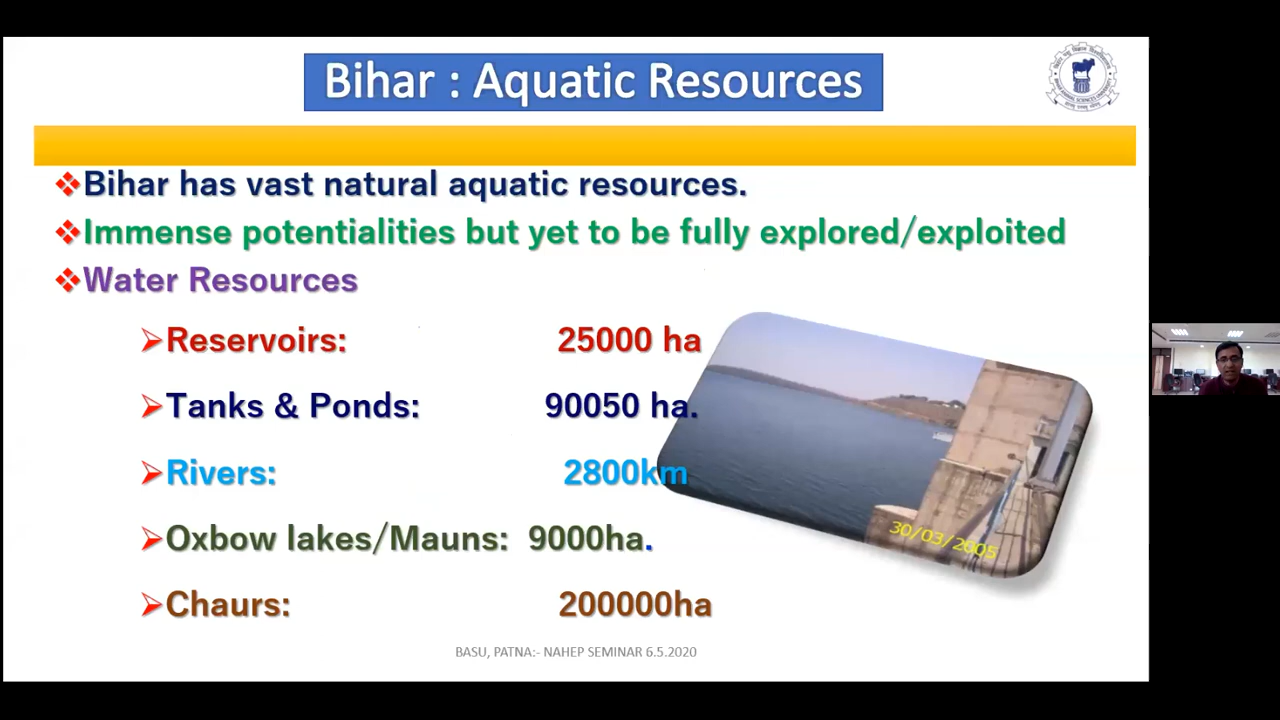 Bihar : Aquatic Resources
Bihar has vast natural aquatic resources.
Immense potentialities but yet to be fully explored/exploited
Water Resources
Reservoirs: 25000 ha
Tanks & Ponds: 90050 ha.
Rivers: 2800km
Oxbow lakes/Mauns: 9000ha.
Chaurs: 200000ha
30/03/2005
BASU, PATNA:- NAHEP SEMINAR 6.5.2020